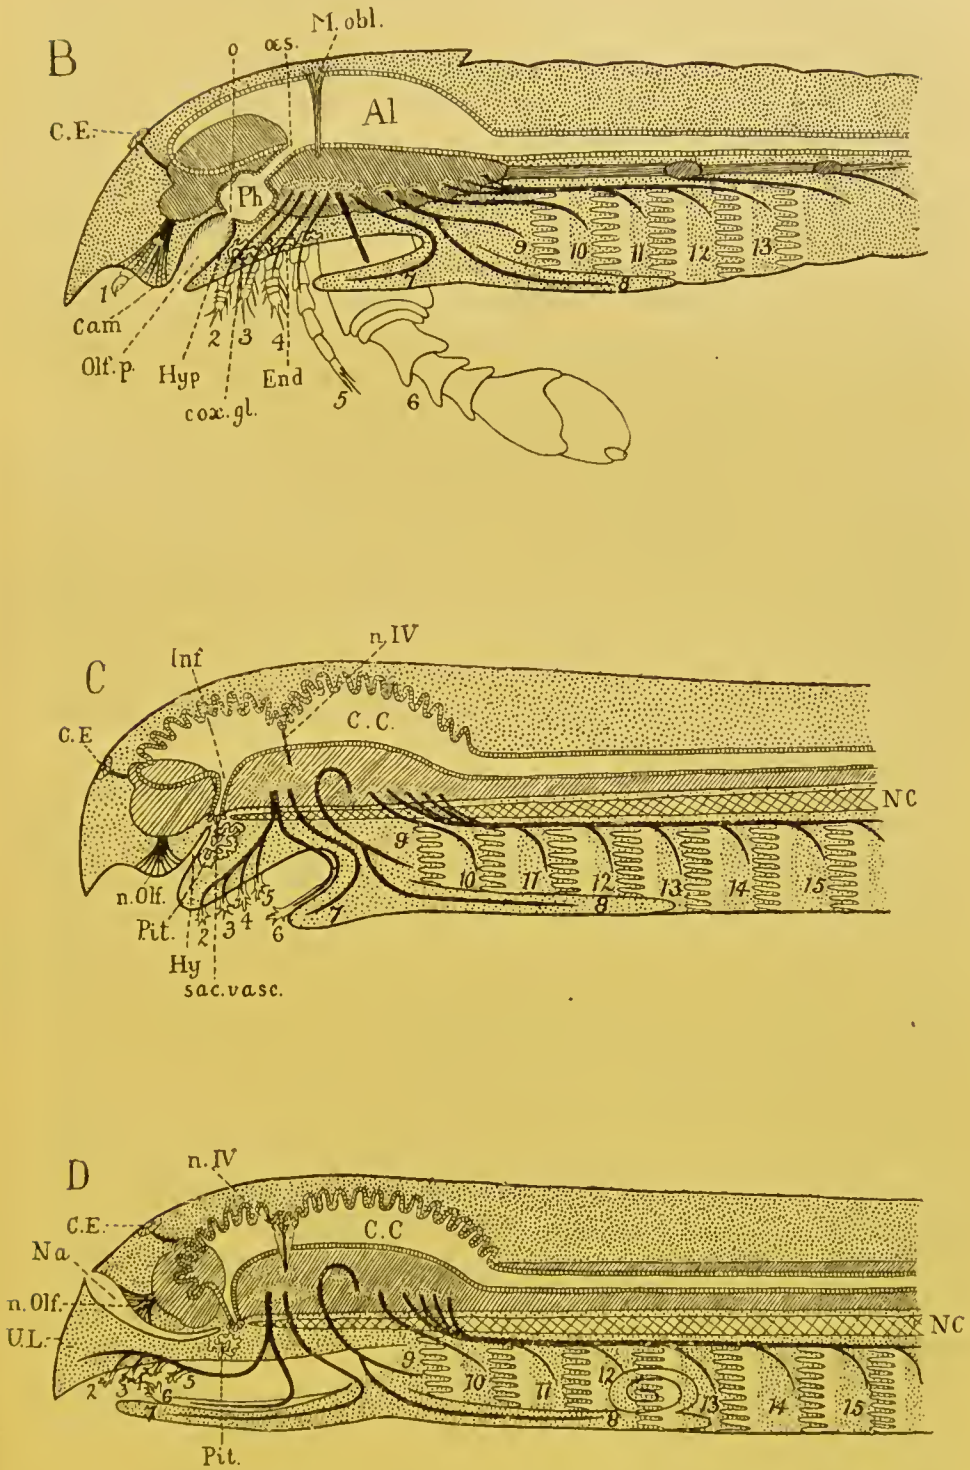 B
o
œs.
M. obl.
C.E.
Al
Ph
9
10
11
12
13
1
7
8
Cam
2
3
4
Olf. p.
Hyp
End
5
6
cox. gl.
C
Inf
n. IV
C.E
C.C.
NC
9
10
11
12
13
14
15
n. Olf.
5
8
Pit.
2
3
4
6
7
Hy
sac. vasc.
D
n. IV
C.E.
C.C
Na
n. Olf.
U.L.
NC
9
10
11
12
13
14
15
2
3
4
5
6
7
8
Pit.